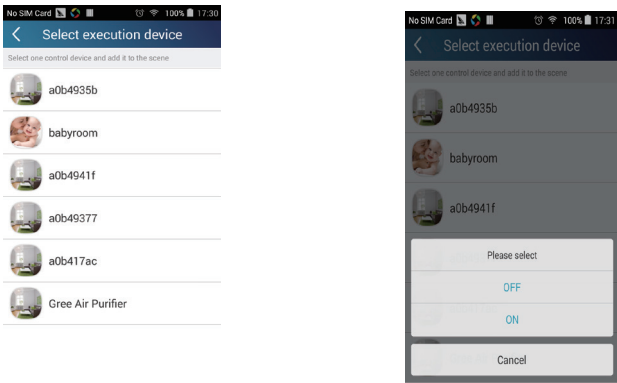 No SIM Card 100% 17:30
Select execution device
Select one control device and add it to the scene
a0b4935b
babyroom
a0b4941f
a0b49377
a0b417ac
Gree Air Purifier
No SIM Card 100% 17:31
Select execution device
Select one control device and add it to the scene
a0b4935b
babyroom
a0b4941f
Please select
OFF
ON
Cancel